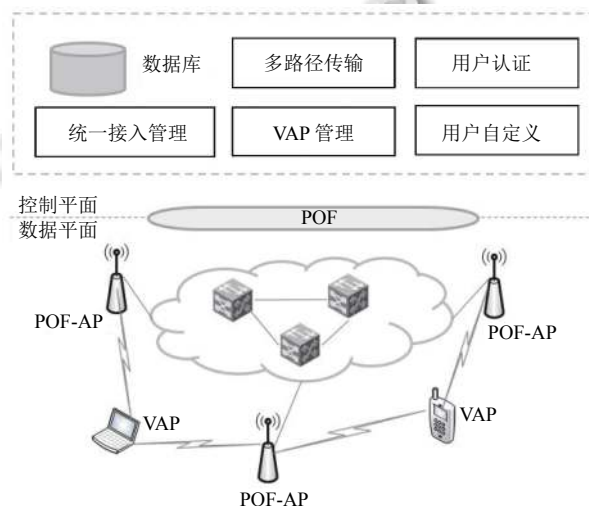 数据库
多路径传输
用户认证
统一接入管理
VAP 管理
用户自定义
控制平面
POF
数据平面
POF-AP
POF-AP
VAP
VAP
POF-AP